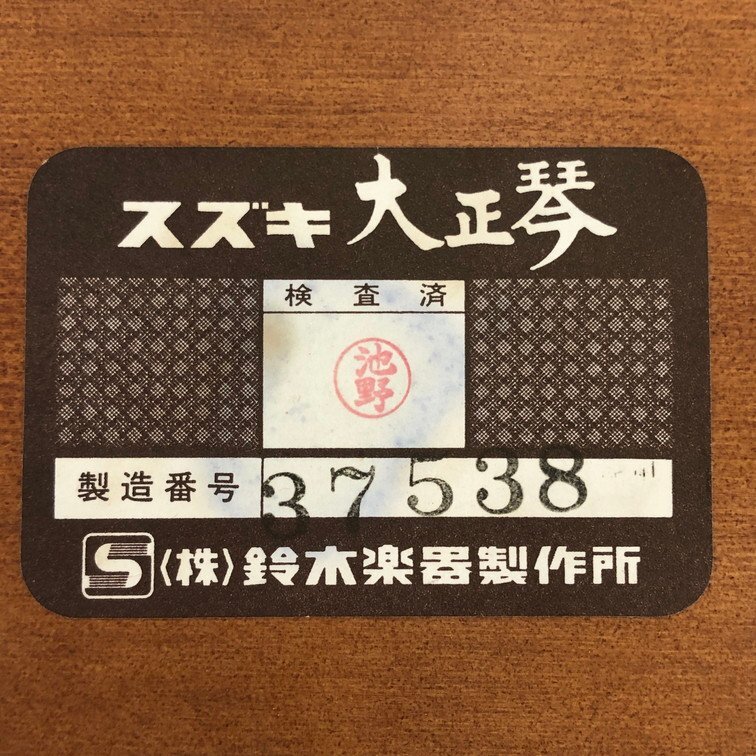 スズキ 大正琴
検査済
池野
製造番号 37538
S 〈株〉鈴木楽器製作所